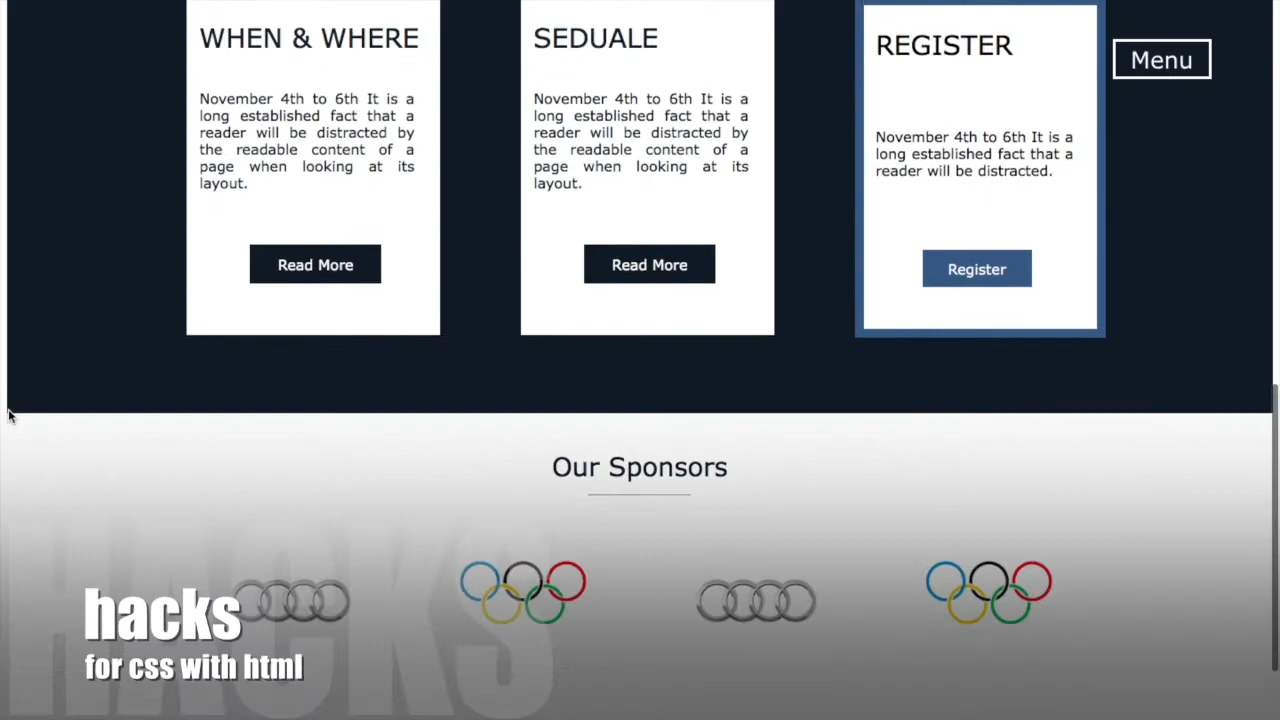 WHEN & WHERE
November 4th to 6th It is a
long established fact that a
reader will be distracted by
the readable content of a
page when looking at its
layout.
Read More
SEDUALE
November 4th to 6th It is a
long established fact that a
reader will be distracted by
the readable content of a
page when looking at its
layout.
Read More
REGISTER
November 4th to 6th It is a
long established fact that a
reader will be distracted.
Register
Menu
Our Sponsors
HACKS
hacks
for css with html